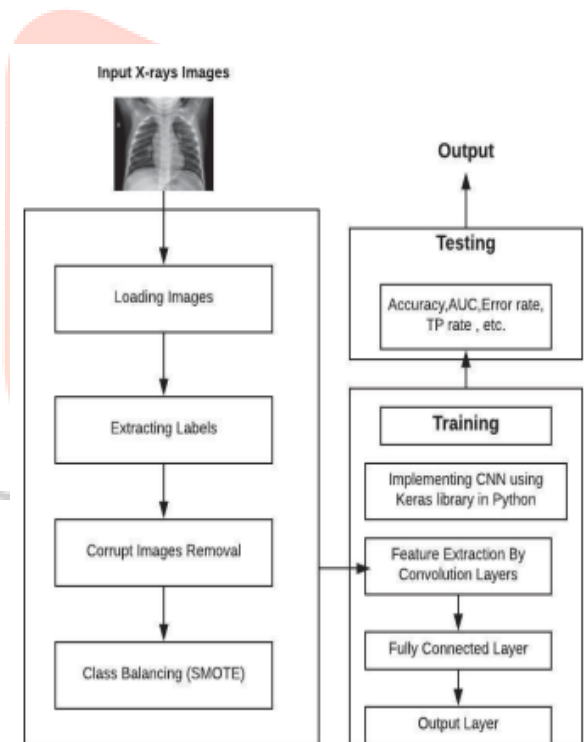 Input X-rays Images
Loading Images
Extracting Labels
Corrupt Images Removal
Class Balancing (SMOTE)
Output
Testing
Accuracy,AUC,Error rate,
TP rate , etc.
Training
Implementing CNN using
Keras library in Python
Feature Extraction By
Convolution Layers
Fully Connected Layer
Output Layer